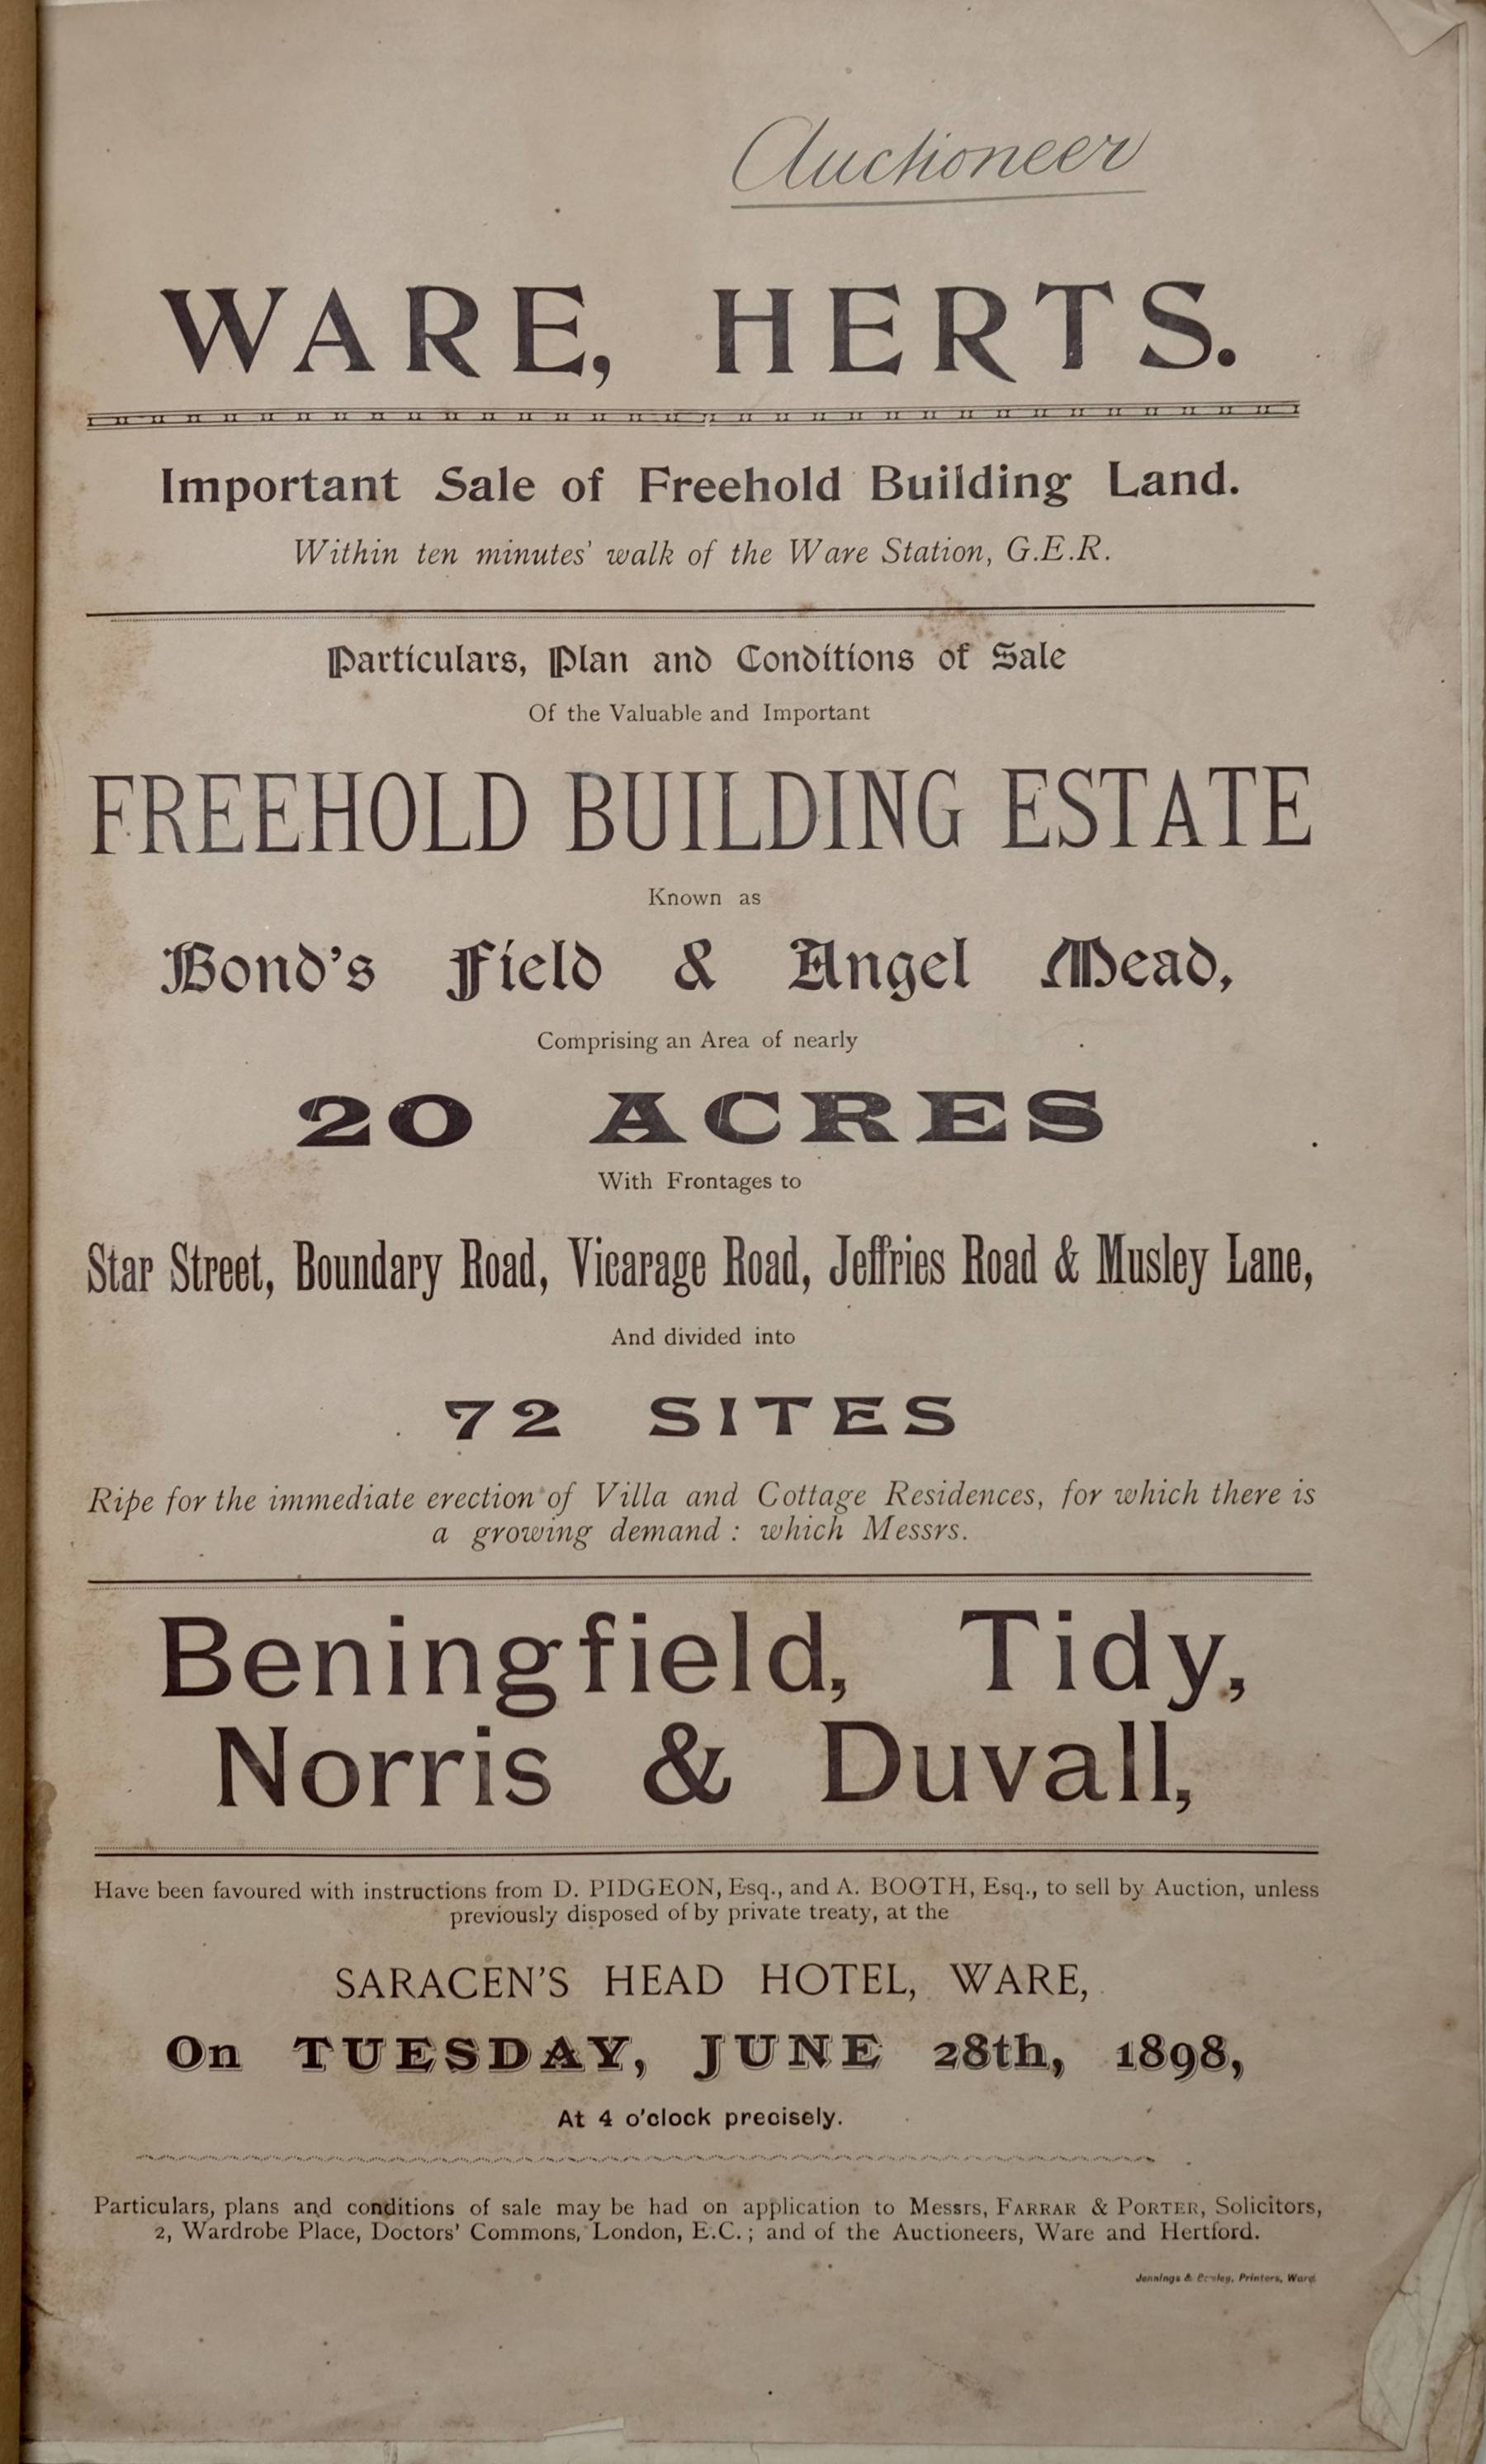 Auctioneer
WARE, HERTS.
Important Sale of Freehold Building Land.
Within ten minutes' walk of the Ware Station, G.E.R.
Particulars, Plan and Conditions of Sale
Of the Valuable and Important
FREEHOLD BUILDING ESTATE
Known as
Bond's Field & Angel Mead,
Comprising an Area of nearly
20 ACRES
With Frontages to
Star Street, Boundary Road, Vicarage Road, Jeffries Road & Musley Lane,
And divided into
72 SITES
Ripe for the immediate erection of Villa and Cottage Residences, for which there is
a growing demand : which Messrs.
Beningfield, Tidy,
Norris & Duvall,
Have been favoured with instructions from D. PIDGEON, Esq., and A. BOOTH, Esq., to sell by Auction, unless
previously disposed of by private treaty, at the
SARACEN'S HEAD HOTEL, WARE,
On TUESDAY, JUNE 28th, 1898,
At 4 o'clock precisely.
Particulars, plans and conditions of sale may be had on application to Messrs, FARRAR & PORTER, Solicitors,
2, Wardrobe Place, Doctors' Commons, London, E.C. ; and of the Auctioneers, Ware and Hertford.
Jennings & Printers, Ware